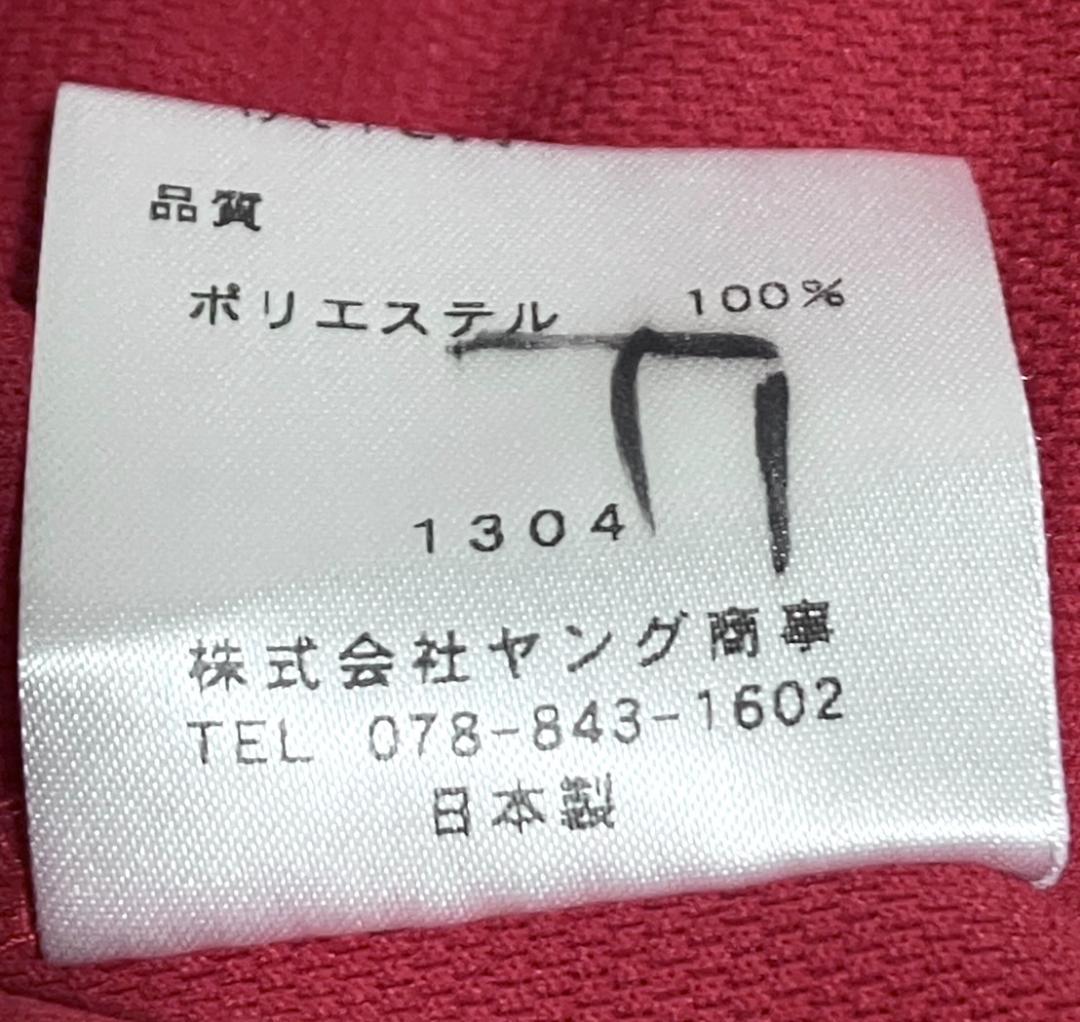 品質
ポリエステル 100%
1304
株式会社ヤング商事
TEL 078-843-1602
日本製